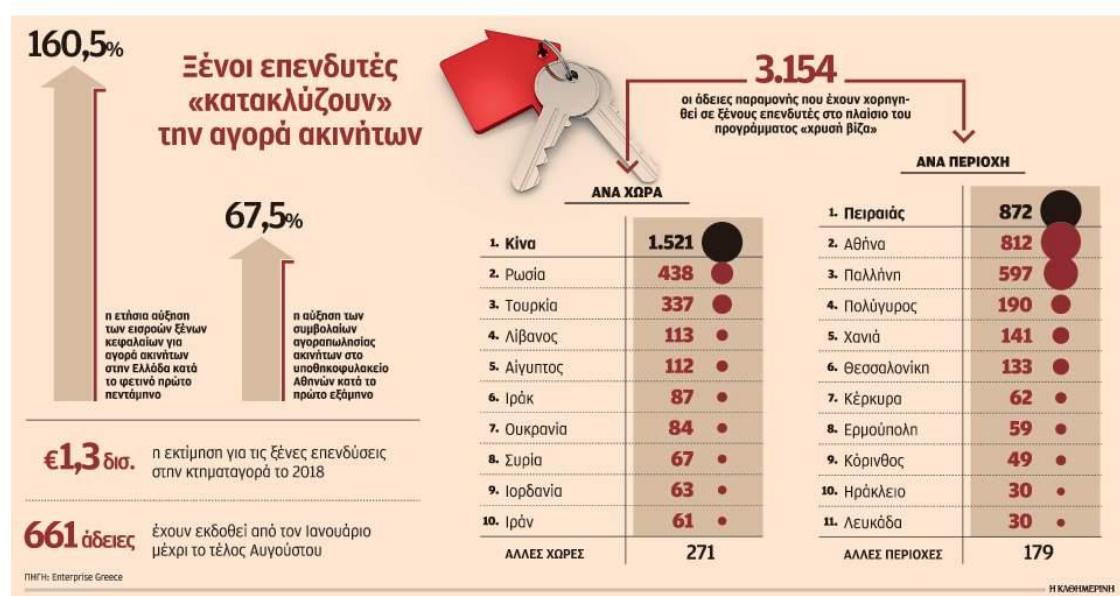 160,5%
Ξένοι επενδυτές
«κατακλύζουν»
την αγορά ακινήτων
67,5%
η ετήσια αύξηση
των εισροών ξένων
κεφαλαίων για
αγορά ακινήτων
στην Ελλάδα κατά
το φετινό πρώτο
πεντάμηνο
η αύξηση των
συμβολαίων
αγοραπωλησίας
ακινήτων στο
υποθηκοφυλακείο
Αθηνών κατά το
πρώτο εξάμηνο
€1,3 δισ.
η εκτίμηση για τις ξένες επενδύσεις
στην κτηματαγορά το 2018
661 άδειες
έχουν εκδοθεί από τον Ιανουάριο
μέχρι το τέλος Αυγούστου
3.154
οι άδειες παραμονής που έχουν χορηγη-
θεί σε ξένους επενδυτές στο πλαίσιο του
προγράμματος «χρυσή βίζα»
ΑΝΑ ΧΩΡΑ
1. Κίνα 1.521
2. Ρωσία 438
3. Τουρκία 337
4. Λίβανος 113
5. Αίγυπτος 112
6. Ιράκ 87
7. Ουκρανία 84
8. Συρία 67
9. Ιορδανία 63
10. Ιράν 61
ΑΛΛΕΣ ΧΩΡΕΣ 271
ΑΝΑ ΠΕΡΙΟΧΗ
1. Πειραιάς 872
2. Αθήνα 812
3. Παλλήνη 597
4. Πολύγυρος 190
5. Χανιά 141
6. Θεσσαλονίκη 133
7. Κέρκυρα 62
8. Ερμούπολη 59
9. Κόρινθος 49
10. Ηράκλειο 30
11. Λευκάδα 30
ΑΛΛΕΣ ΠΕΡΙΟΧΕΣ 179
ΠΗΓΗ: Enterprise Greece
Η ΚΑΘΗΜΕΡΙΝΗ